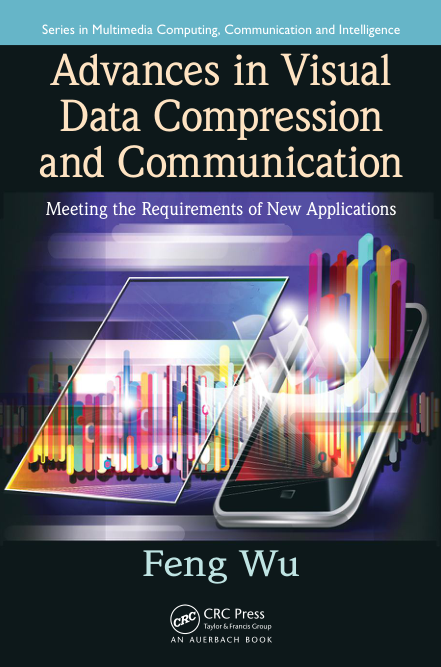 Series in Multimedia Computing, Communication and Intelligence
Advances in Visual
Data Compression
and Communication
Meeting the Requirements of New Applications
Feng Wu
CRC
CRC Press
Taylor & Francis Group
AN AUERBACH BOOK